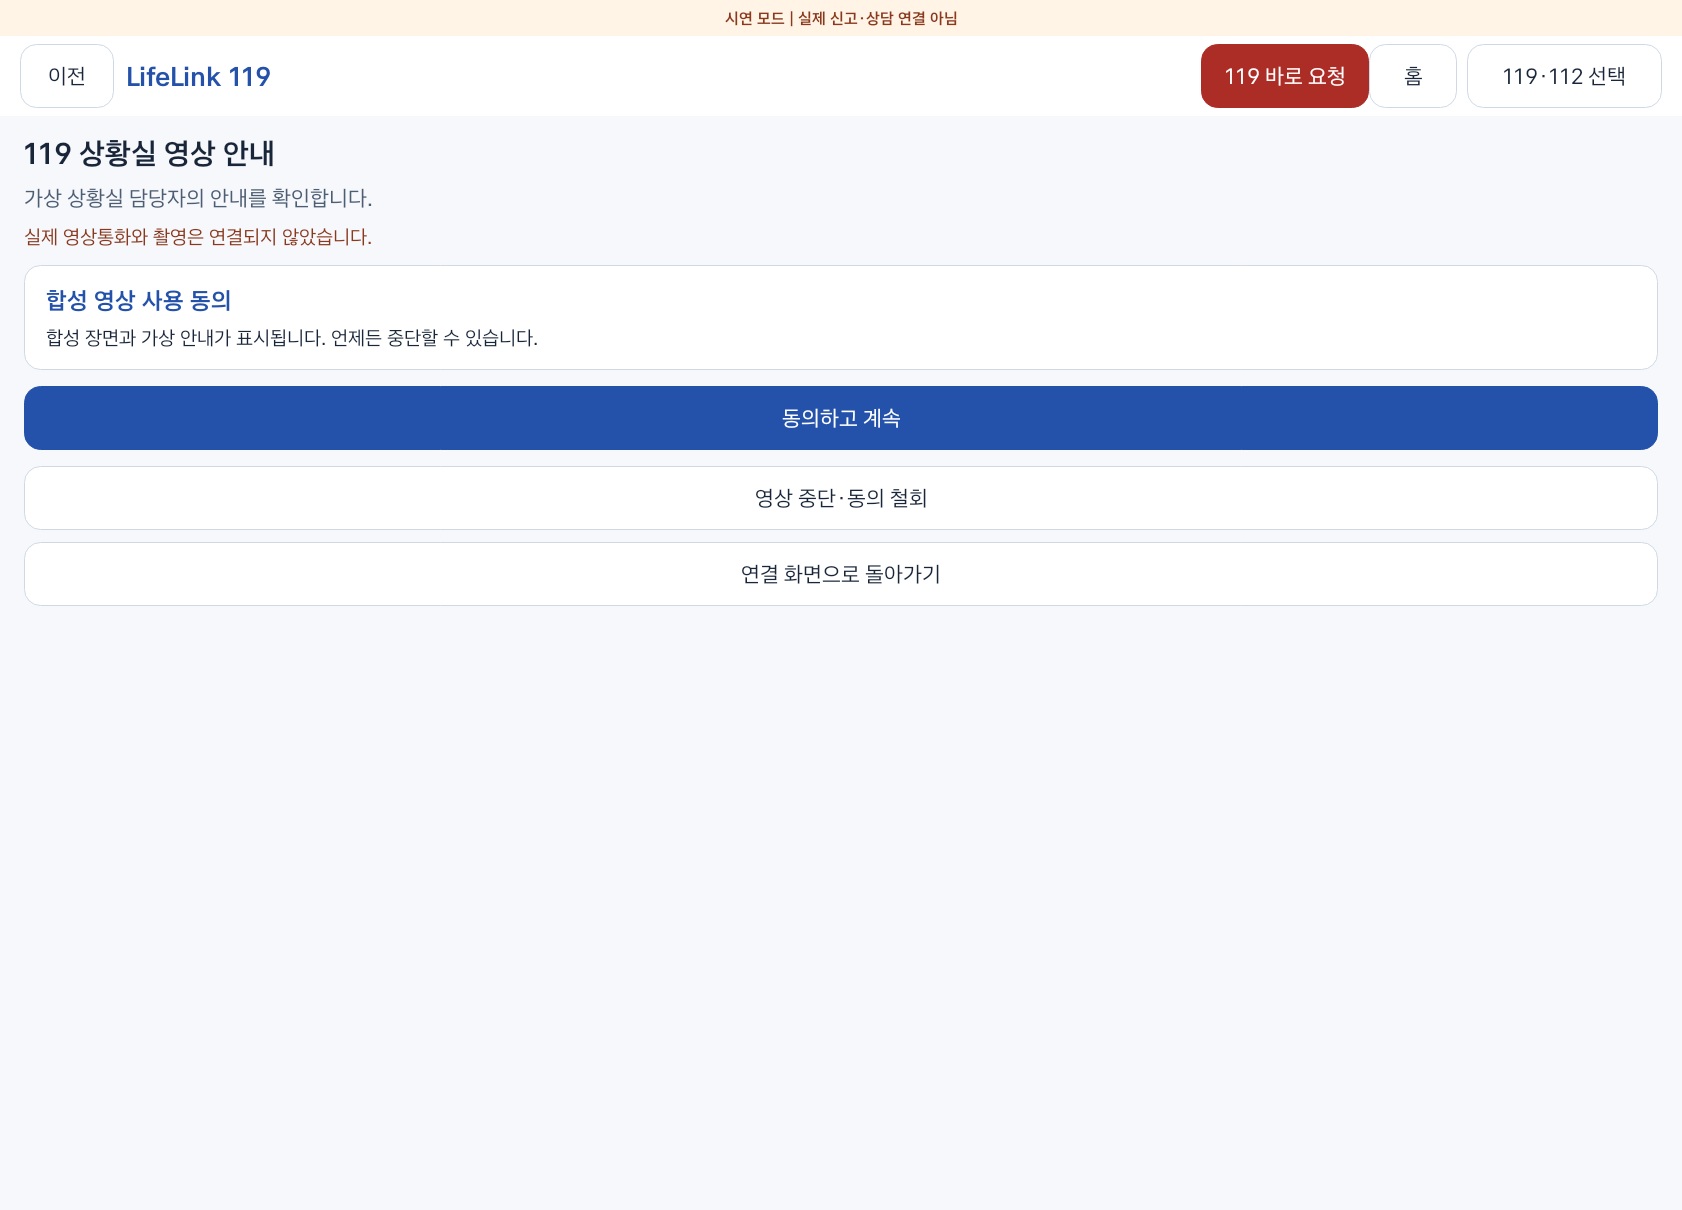 시연 모드 | 실제 신고·상담 연결 아님
이전
LifeLink 119
119 바로 요청
홈
119·112 선택
119 상황실 영상 안내
가상 상황실 담당자의 안내를 확인합니다.
실제 영상통화와 촬영은 연결되지 않았습니다.
합성 영상 사용 동의
합성 장면과 가상 안내가 표시됩니다. 언제든 중단할 수 있습니다.
동의하고 계속
영상 중단·동의 철회
연결 화면으로 돌아가기